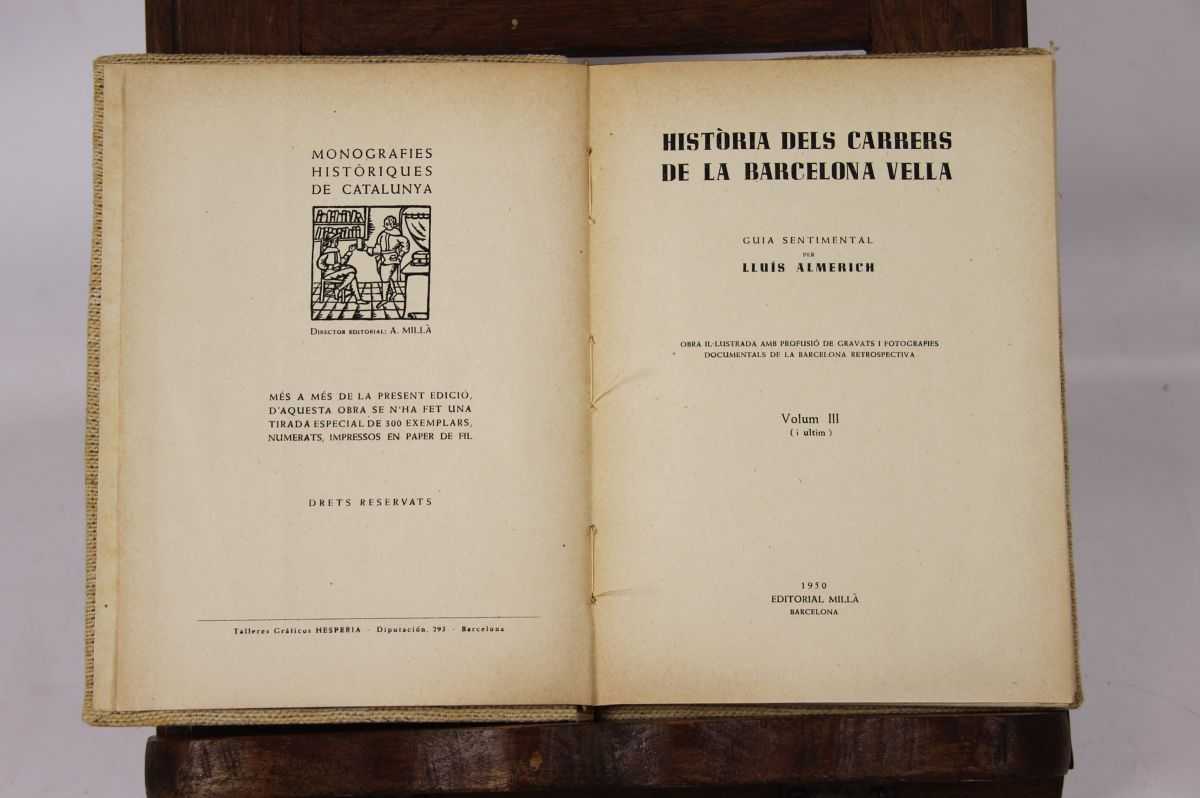 MONOGRAFIES
HISTÒRIQUES
DE CATALUNYA
DIRECTOR EDITORIAL: A. MILLÀ
MÉS A MÉS DE LA PRESENT EDICIÓ,
D'AQUESTA OBRA SE N'HA FET UNA
TIRADA ESPECIAL DE 300 EXEMPLARS,
NUMERATS, IMPRESSOS EN PAPER DE FIL
DRETS RESERVATS
Talleres Gráficos HESPERIA - Diputación, 293 - Barcelona
HISTÒRIA DELS CARRERS
DE LA BARCELONA VELLA
GUIA SENTIMENTAL
PER
LLUÍS ALMERICH
OBRA IL·LUSTRADA AMB PROFUSIÓ DE GRAVATS I FOTOGRAFIES
DOCUMENTALS DE LA BARCELONA RETROSPECTIVA
Volum III
(i ultim)
1950
EDITORIAL MILLÀ
BARCELONA